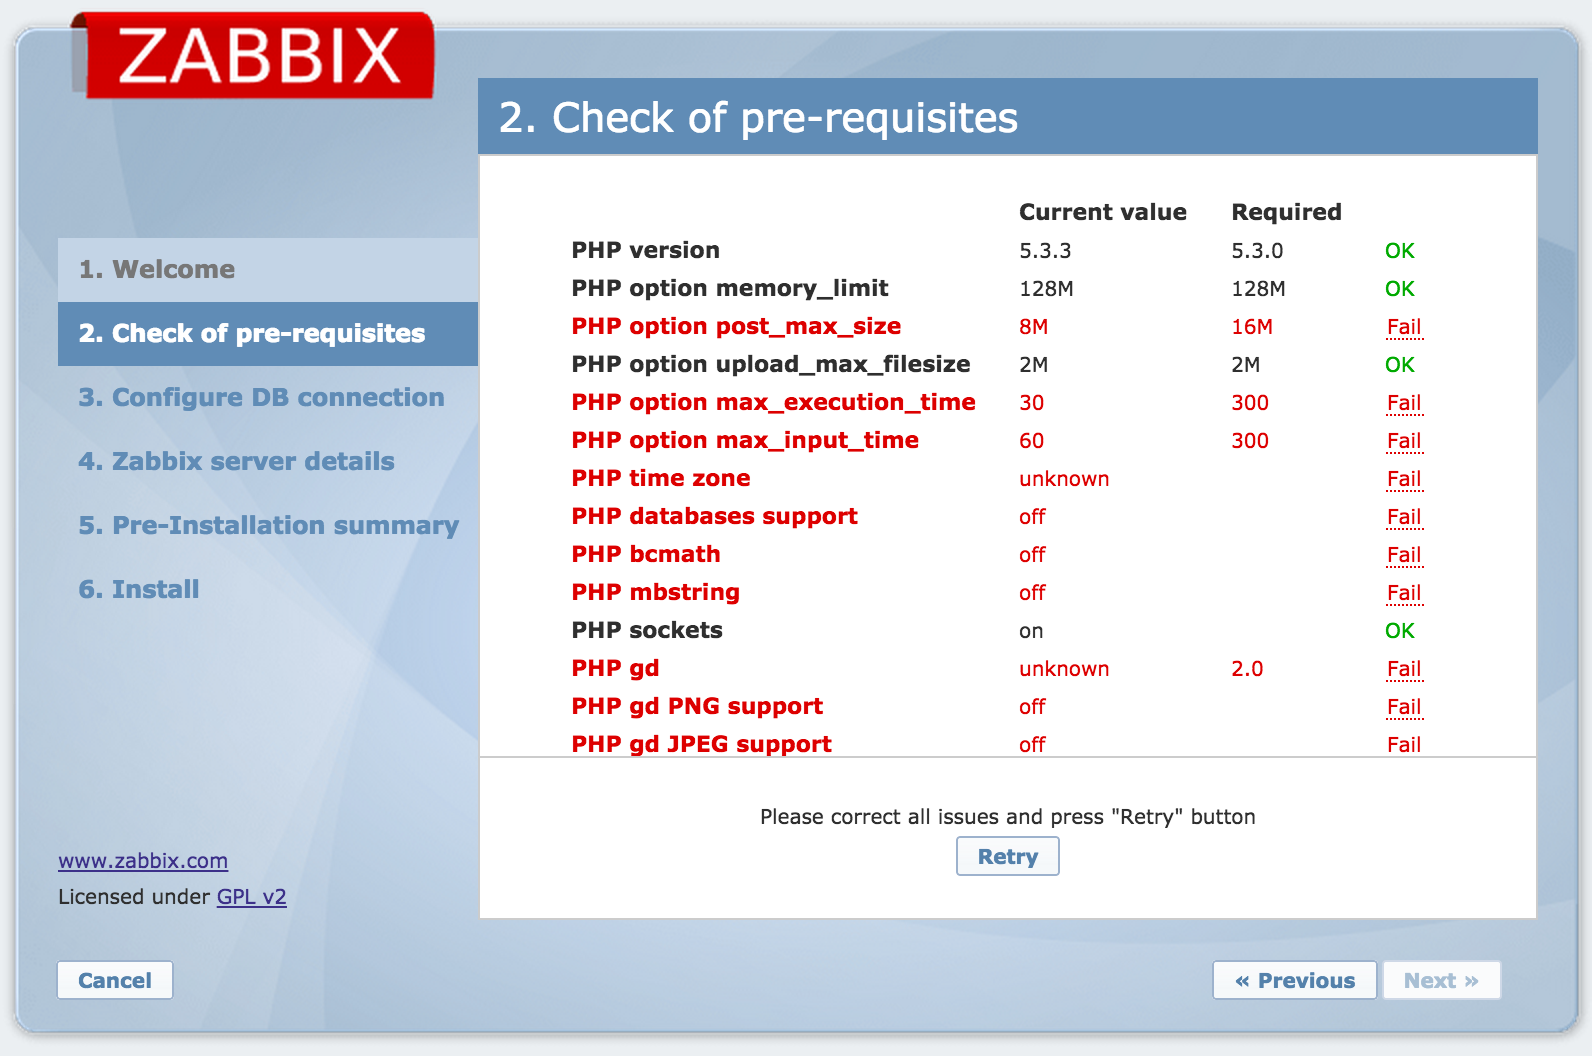 ZABBIX
2. Check of pre-requisites
1. Welcome
2. Check of pre-requisites
3. Configure DB connection
4. Zabbix server details
5. Pre-Installation summary
6. Install
www.zabbix.com
Licensed under GPL v2
Current value Required
PHP version 5.3.3 5.3.0 OK
PHP option memory_limit 128M 128M OK
PHP option post_max_size 8M 16M Fail
PHP option upload_max_filesize 2M 2M OK
PHP option max_execution_time 30 300 Fail
PHP option max_input_time 60 300 Fail
PHP time zone unknown Fail
PHP databases support off Fail
PHP bcmath off Fail
PHP mbstring off Fail
PHP sockets on OK
PHP gd unknown 2.0 Fail
PHP gd PNG support off Fail
PHP gd JPEG support off Fail
Please correct all issues and press "Retry" button
Retry
Cancel
« Previous
Next »